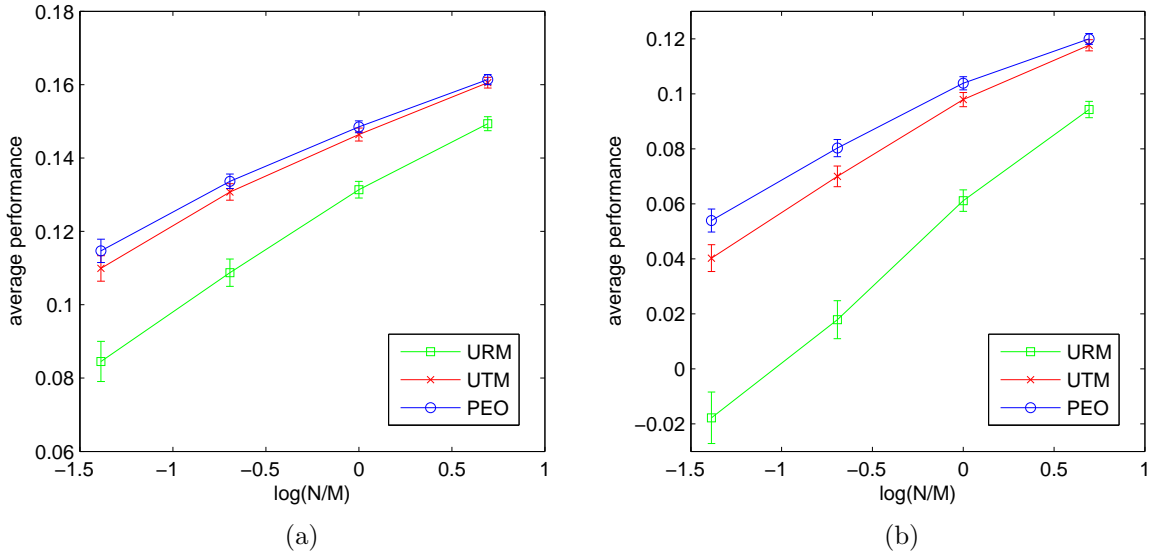 0.18
0.16
0.14
0.12
0.1
0.08
0.06
average performance
−1.5
−1
−0.5
0
0.5
1
log(N/M)
URM
UTM
PEO
(a)
0.12
0.1
0.08
0.06
0.04
0.02
0
−0.02
average performance
−1.5
−1
−0.5
0
0.5
1
log(N/M)
URM
UTM
PEO
(b)